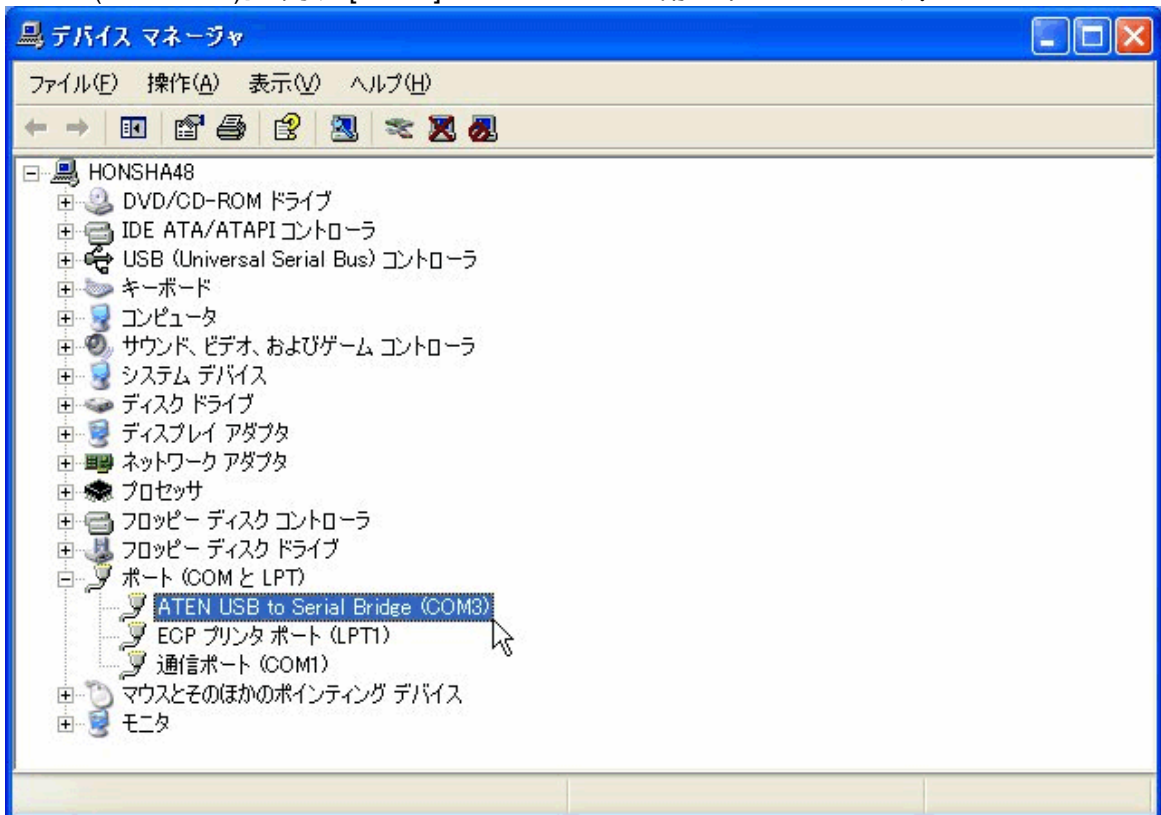 デバイス マネージャ
ファイル(F) 操作(A) 表示(V) ヘルプ(H)
HONSHA48
DVD/CD-ROM ドライブ
IDE ATA/ATAPI コントローラ
USB (Universal Serial Bus) コントローラ
キーボード
コンピュータ
サウンド、ビデオ、およびゲーム コントローラ
システム デバイス
ディスク ドライブ
ディスプレイ アダプタ
ネットワーク アダプタ
プロセッサ
フロッピー ディスク コントローラ
フロッピー ディスク ドライブ
ポート (COM と LPT)
ATEN USB to Serial Bridge (COM3)
ECP プリンタ ポート (LPT1)
通信ポート (COM1)
マウスとそのほかのポインティング デバイス
モニタ